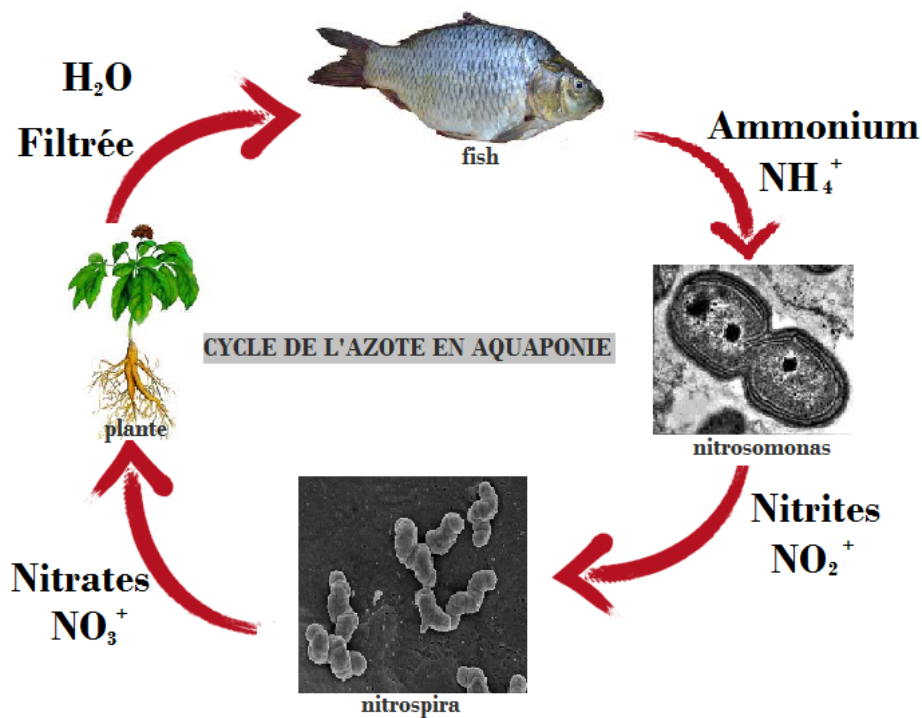 H₂O
Filtrée
fish
Ammonium
NH₄⁺
plante
CYCLE DE L'AZOTE EN AQUAPONIE
nitrosomonas
Nitrites
NO₂⁺
Nitrates
NO₃⁺
nitrospira